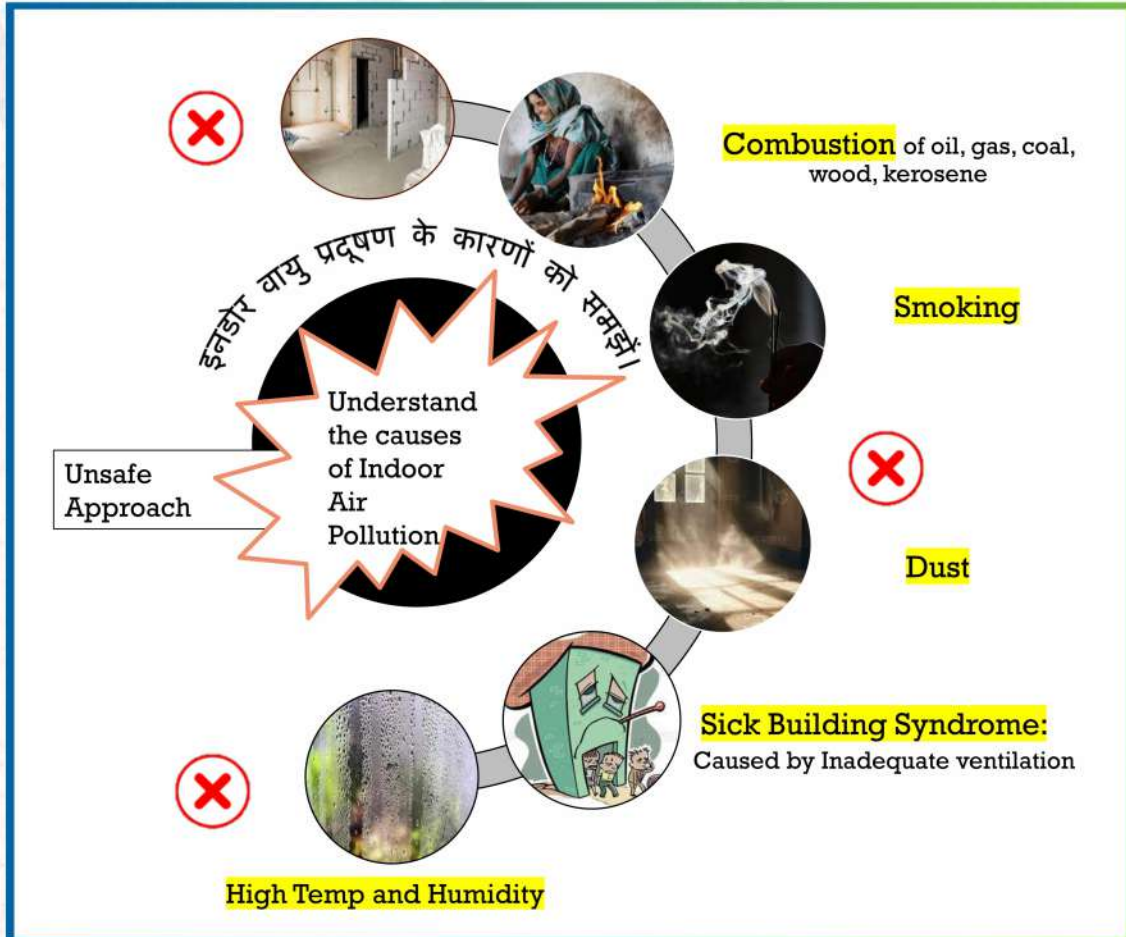 Combustion of oil, gas, coal,
wood, kerosene
इनडोर वायु प्रदूषण के कारणों को समझें।
Smoking
Understand
the causes
of Indoor
Air
Pollution
Unsafe
Approach
Dust
Sick Building Syndrome:
Caused by Inadequate ventilation
High Temp and Humidity